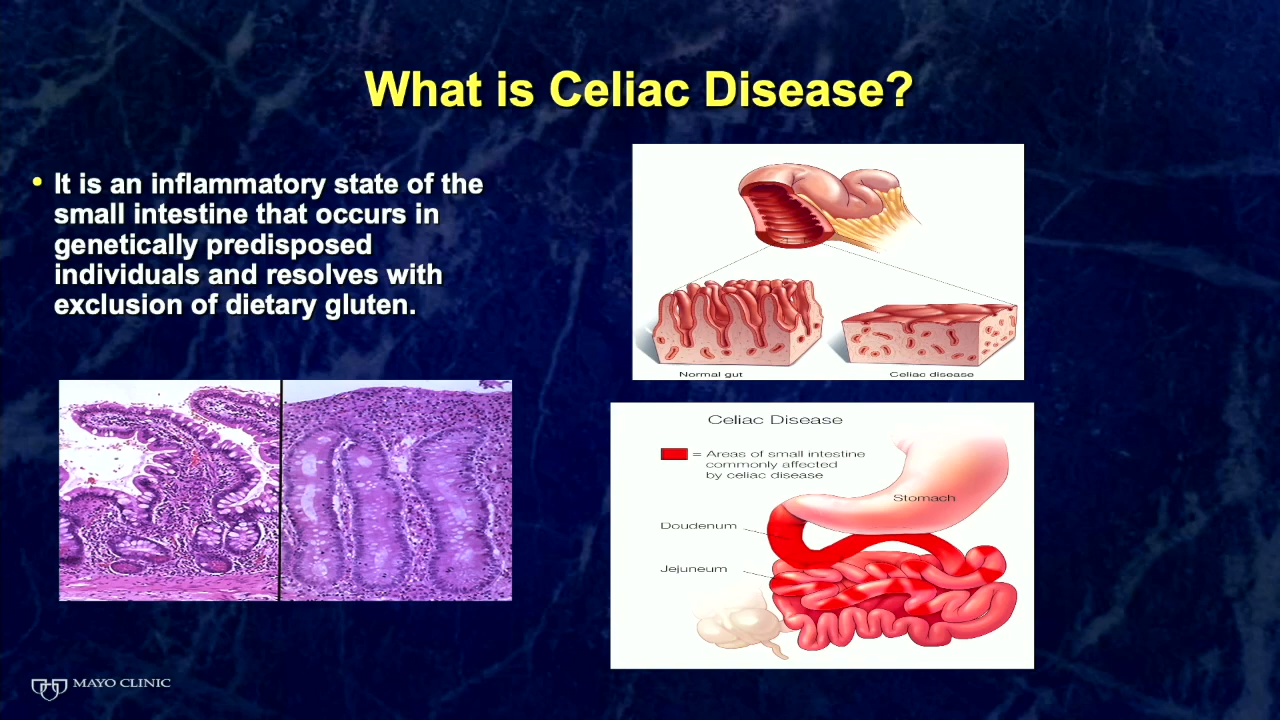 What is Celiac Disease?
• It is an inflammatory state of the
small intestine that occurs in
genetically predisposed
individuals and resolves with
exclusion of dietary gluten.
Normal gut
Celiac disease
Celiac Disease
= Areas of small intestine
commonly affected
by celiac disease
Stomach
Doudenum
Jejuneum
MAYO CLINIC